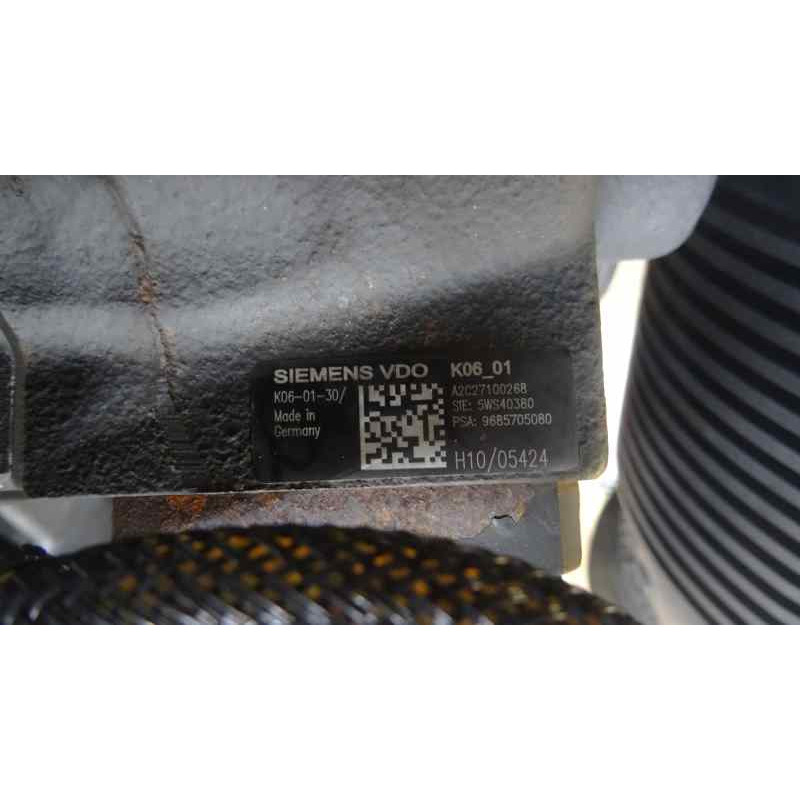 SIEMENS VDO K06_01
K06-01-30/
Made in
Germany
A2C27100268
SIE: 5WS40380
PSA: 9685705080
H10/05424